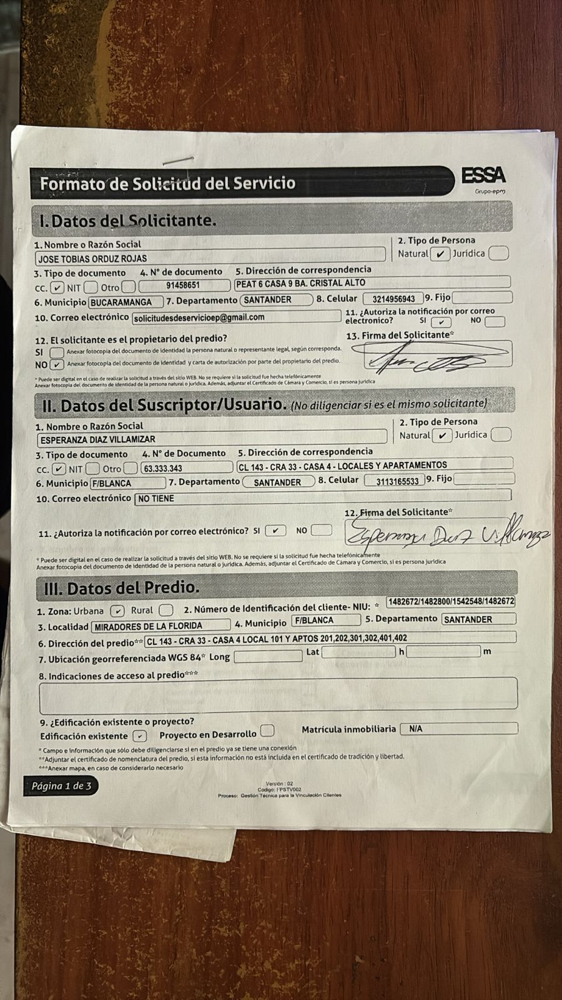 Formato de Solicitud del Servicio
ESSA
Grupo·epm
I. Datos del Solicitante.
1. Nombre o Razón Social
2. Tipo de Persona
JOSE TOBIAS ORDUZ ROJAS
Natural ✔ Jurídica
3. Tipo de documento 4. N° de documento 5. Dirección de correspondencia
CC. ✔ NIT Otro 91458651 PEAT 6 CASA 9 BA. CRISTAL ALTO
6. Municipio BUCARAMANGA 7. Departamento SANTANDER 8. Celular 3214956943 9. Fijo
10. Correo electrónico solicitudesdeservicioep@gmail.com 11. ¿Autoriza la notificación por correo
electronico? SI ✔ NO
12. El solicitante es el propietario del predio? 13. Firma del Solicitante*
SI Anexar fotocopia del documento de identidad la persona natural o representante legal, según corresponda.
NO ✔ Anexar fotocopia del documento de identidad y carta de autorización por parte del propietario del predio.
* Puede ser digital en el caso de realizar la solicitud a través del sitio WEB. No se requiere si la solicitud fue hecha telefónicamente
Anexar fotocopia del documento de identidad de la persona natural o jurídica. Además, adjuntar el Certificado de Cámara y Comercio, si es persona jurídica
II. Datos del Suscriptor/Usuario. (No diligenciar si es el mismo solicitante)
1. Nombre o Razón Social
2. Tipo de Persona
ESPERANZA DIAZ VILLAMIZAR
Natural ✔ Jurídica
3. Tipo de documento 4. N° de Documento 5. Dirección de correspondencia
CC. ✔ NIT Otro 63.333.343 CL 143 - CRA 33 - CASA 4 - LOCALES Y APARTAMENTOS
6. Municipio F/BLANCA 7. Departamento SANTANDER 8. Celular 3113165533 9. Fijo
10. Correo electrónico NO TIENE
12. Firma del Solicitante*
11. ¿Autoriza la notificación por correo electrónico? SI ✔ NO Esperanza Diaz Villamizar
* Puede ser digital en el caso de realizar la solicitud a través del sitio WEB. No se requiere si la solicitud fue hecha telefónicamente
Anexar fotocopia del documento de identidad de la persona natural o jurídica. Además, adjuntar el Certificado de Cámara y Comercio, si es persona jurídica
III. Datos del Predio.
1. Zona: Urbana ✔ Rural 2. Número de Identificación del cliente- NIU: * 1482672/1482800/1542548/1482672
3. Localidad MIRADORES DE LA FLORIDA 4. Municipio F/BLANCA 5. Departamento SANTANDER
6. Dirección del predio** CL 143 - CRA 33 - CASA 4 LOCAL 101 Y APTOS 201,202,301,302,401,402
7. Ubicación georreferenciada WGS 84* Long Lat h m
8. Indicaciones de acceso al predio***
9. ¿Edificación existente o proyecto?
Edificación existente ✔ Proyecto en Desarrollo Matrícula inmobiliaria N/A
* Campo e información que sólo debe diligenciarse si en el predio ya se tiene una conexión
**Adjuntar el certificado de nomenclatura del predio, si esta información no está incluida en el certificado de tradición y libertad.
***Anexar mapa, en caso de considerarlo necesario
Página 1 de 3
Versión : 02
Codigo: FPSTV002
Proceso: Gestión Técnica para la Vinculación Clientes